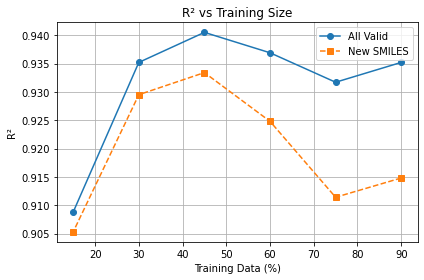 R² vs Training Size
All Valid
New SMILES
0.940
0.935
0.930
0.925
0.920
0.915
0.910
0.905
R²
20 30 40 50 60 70 80 90
Training Data (%)